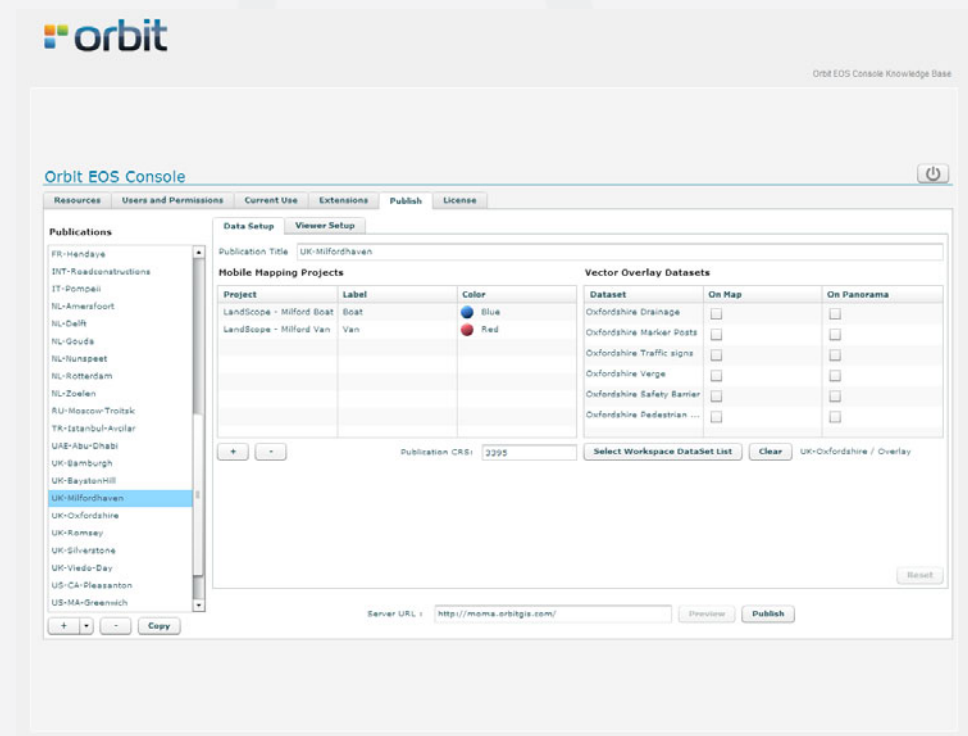 orbit
Orbit EOS Console Knowledge Base
Orbit EOS Console
Resources Users and Permissions Current Use Extensions Publish License
Publications
Data Setup Viewer Setup
Publication Title UK-Milfordhaven
FR-Hendaye
INT-Roadconstructions
IT-Pompeii
NL-Amersfoort
NL-Delft
NL-Gouda
NL-Nunspeet
NL-Rotterdam
NL-Zoelen
RU-Moscow-Troitsk
TR-Istanbul-Avcilar
UAE-Abu-Dhabi
UK-Bamburgh
UK-BaystonHill
UK-Milfordhaven
UK-Oxfordshire
UK-Romsey
UK-Silverstone
UK-Viedo-Day
US-CA-Pleasanton
US-MA-Greenwich
+ - Copy
Mobile Mapping Projects
Project Label Color
LandScope - Milford Boat Boat Blue
LandScope - Milford Van Van Red
+ -
Publication CRS: 3395
Vector Overlay Datasets
Dataset On Map On Panorama
Oxfordshire Drainage
Oxfordshire Marker Posts
Oxfordshire Traffic signs
Oxfordshire Verge
Oxfordshire Safety Barrier
Oxfordshire Pedestrian ...
Select Workspace DataSet List Clear UK-Oxfordshire / Overlay
Reset
Server URL : http://moma.orbitgis.com/ Preview Publish